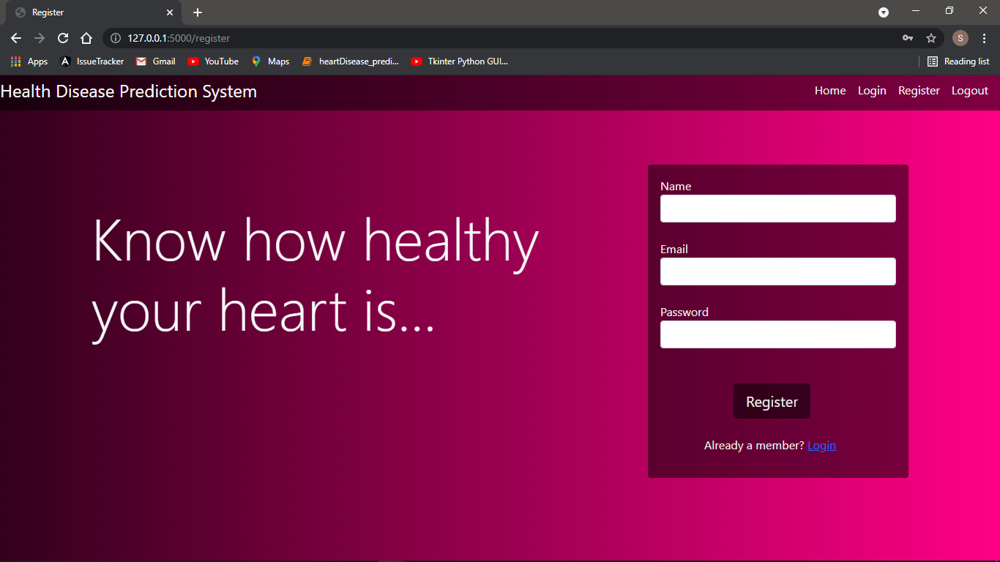 Register
127.0.0.1:5000/register
S
Apps IssueTracker Gmail YouTube Maps heartDisease_predi... Tkinter Python GUI... Reading list
Health Disease Prediction System Home Login Register Logout
Know how healthy
your heart is...
Name
Email
Password
Register
Already a member? Login